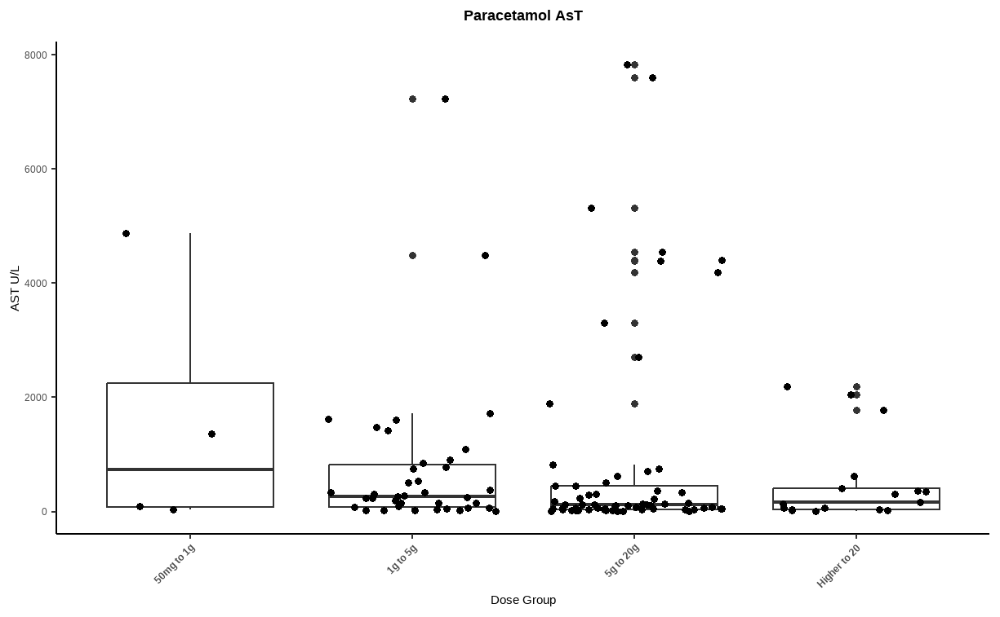 Paracetamol AsT
8000
6000
4000
2000
0
AST U/L
50mg to 1g
1g to 5g
5g to 20g
Higher to 20
Dose Group